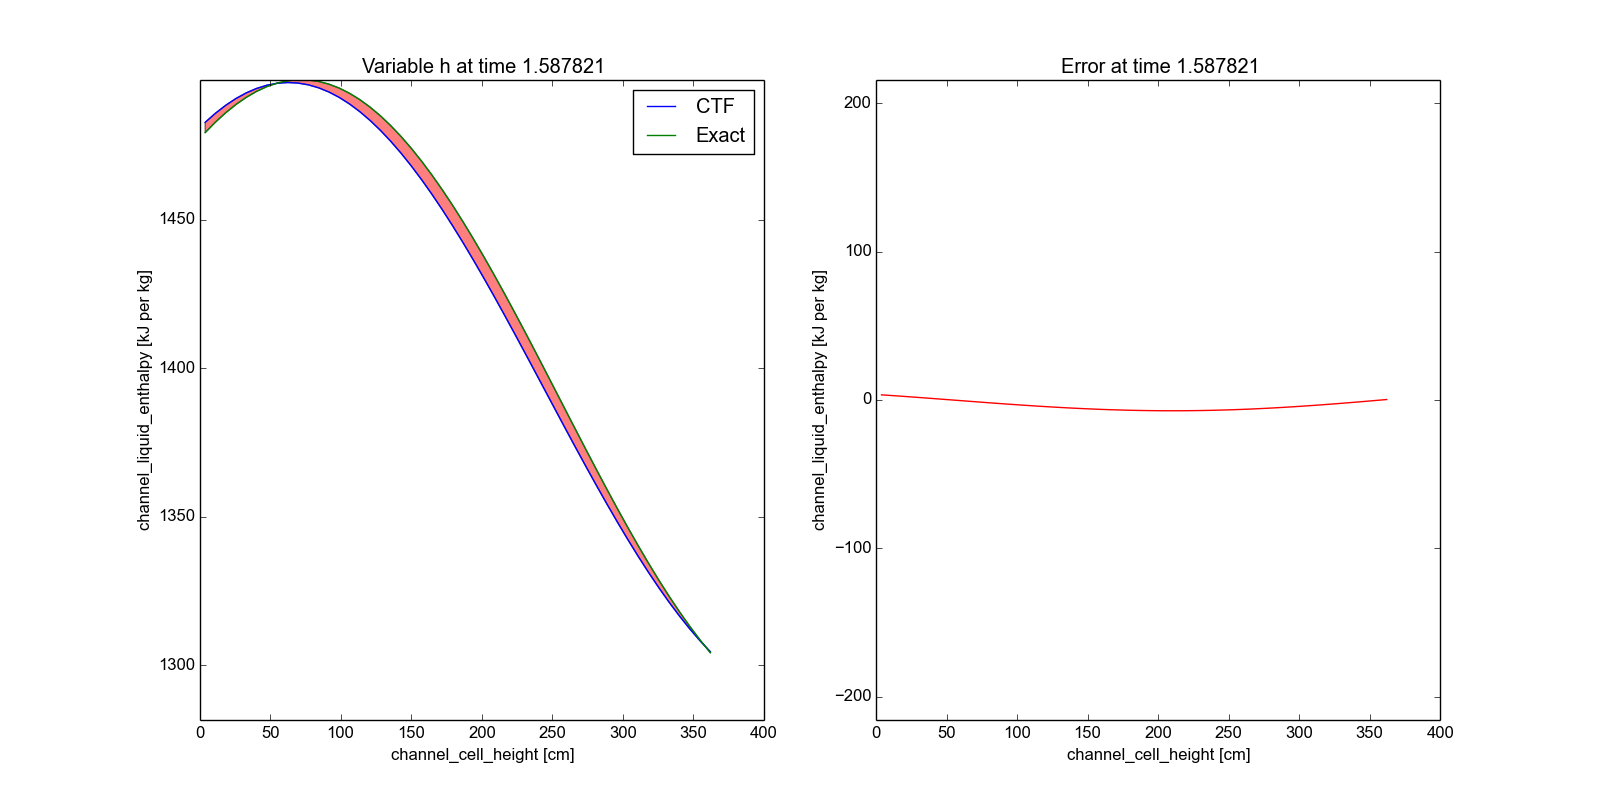 Variable h at time 1.587821
CTF
Exact
channel_liquid_enthalpy [kJ per kg]
1450
1400
1350
1300
0 50 100 150 200 250 300 350 400
channel_cell_height [cm]
Error at time 1.587821
channel_liquid_enthalpy [kJ per kg]
200
100
0
−100
−200
0 50 100 150 200 250 300 350 400
channel_cell_height [cm]